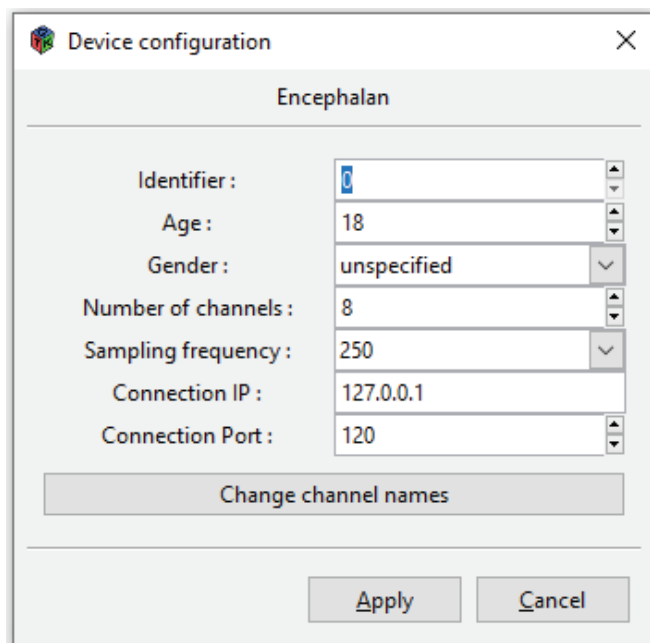 Device configuration
Encephalan
Identifier : 0
Age : 18
Gender : unspecified
Number of channels : 8
Sampling frequency : 250
Connection IP : 127.0.0.1
Connection Port : 120
Change channel names
Apply Cancel